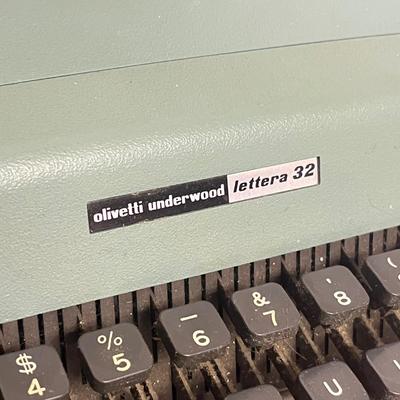 olivetti underwood lettera 32
$ % – & ' (
4 5 6 7 8
U